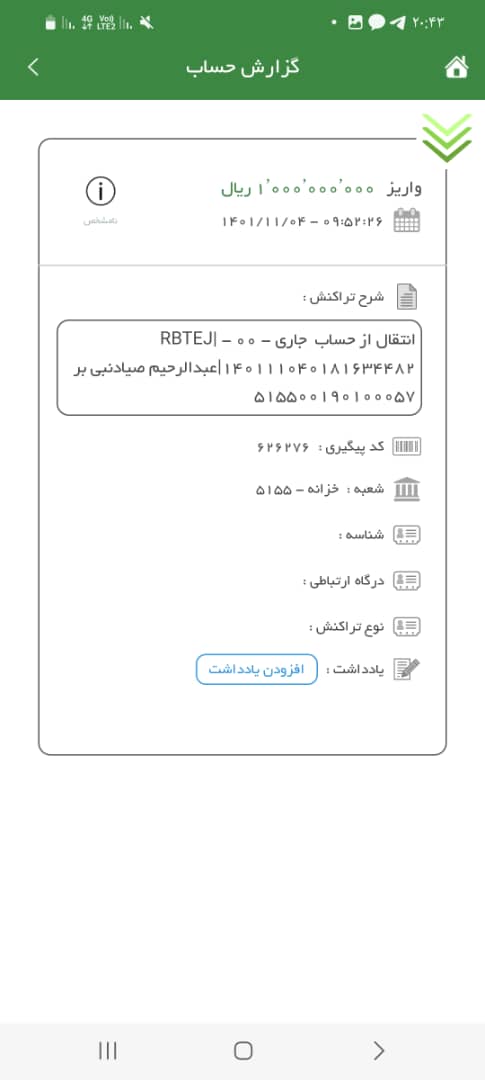 ۲۰:۴۳
4G Vo)) LTE2
گزارش حساب
واریز ۱٬۰۰۰٬۰۰۰٬۰۰۰ ریال
۱۴۰۱/۱۱/۰۴ – ۰۹:۵۲:۲۶
نامشخص
شرح تراکنش :
انتقال از حساب جاری – ۰۰ – |RBTEJ
۱۴۰۱۱۱۰۴۰۱۸۱۶۳۴۴۸۲|عبدالرحیم صیادنبی بر
۵۱۵۵۰۰۱۹۰۱۰۰۰۵۷
کد پیگیری : ۶۲۶۲۷۶
شعبه : خزانه – ۵۱۵۵
شناسه :
درگاه ارتباطی :
نوع تراکنش :
یادداشت : افزودن یادداشت